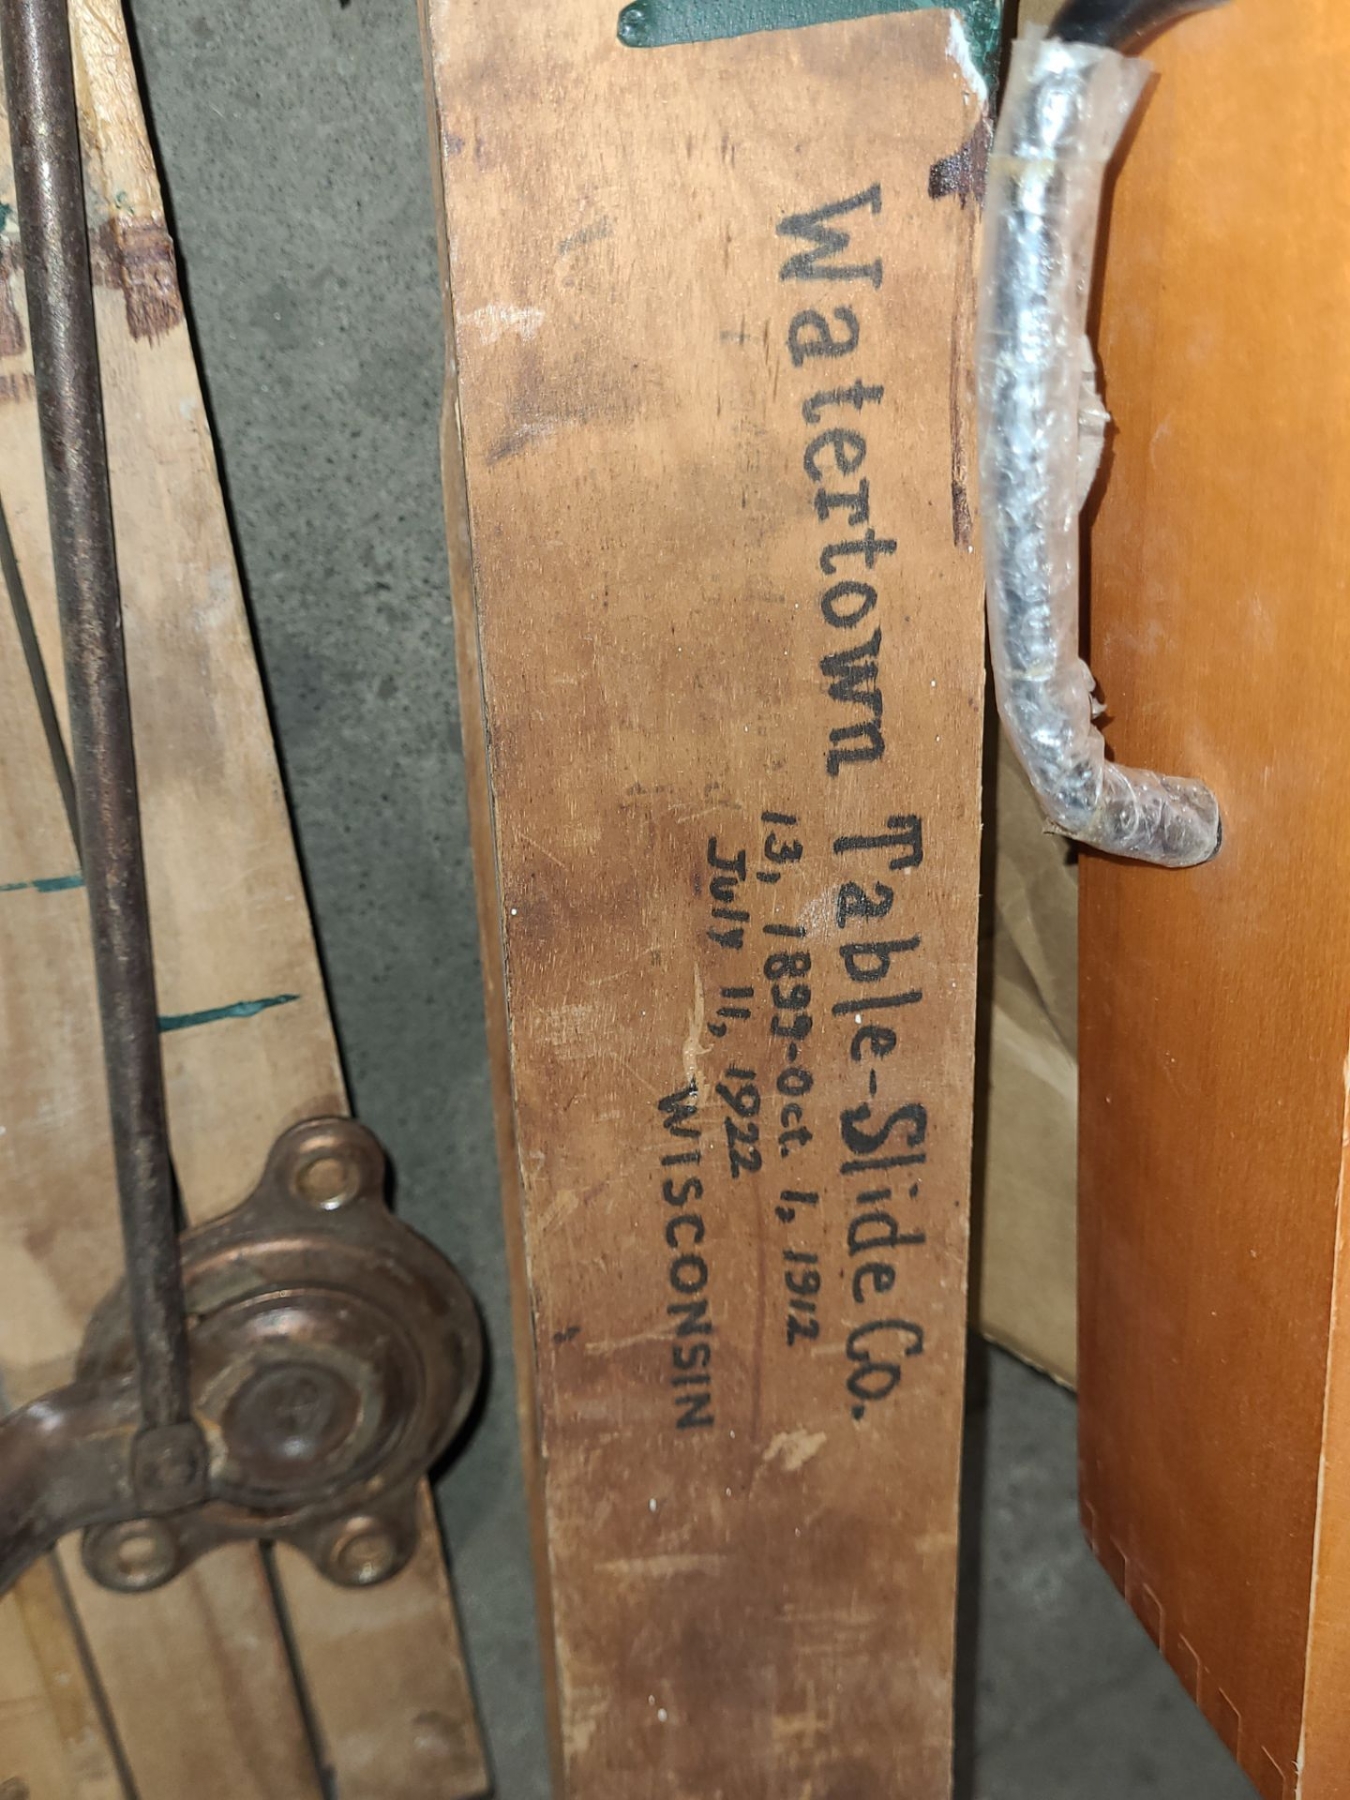 Watertown Table-Slide Co.
13, 1899-Oct. 1, 1912
July 11, 1922
WISCONSIN